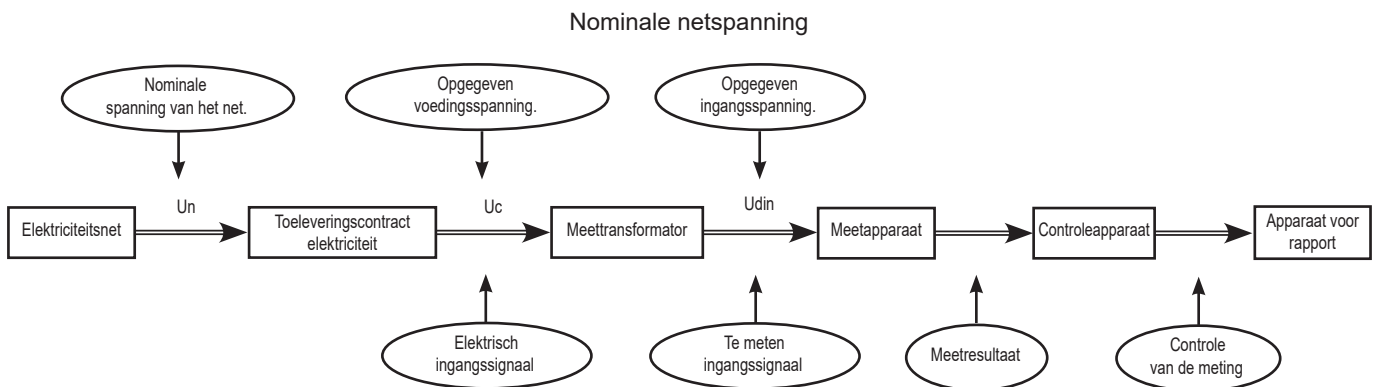 Nominale netspanning
Nominale
spanning van het net.
Opgegeven
voedingsspanning.
Opgegeven
ingangsspanning.
Un
Uc
Udin
Elektriciteitsnet
Toeleveringscontract
elektriciteit
Meettransformator
Meetapparaat
Controleapparaat
Apparaat voor
rapport
Elektrisch
ingangssignaal
Te meten
ingangssignaal
Meetresultaat
Controle
van de meting